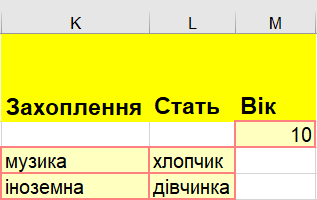 K L M
Захоплення Стать Вік
10
музика хлопчик
іноземна дівчинка